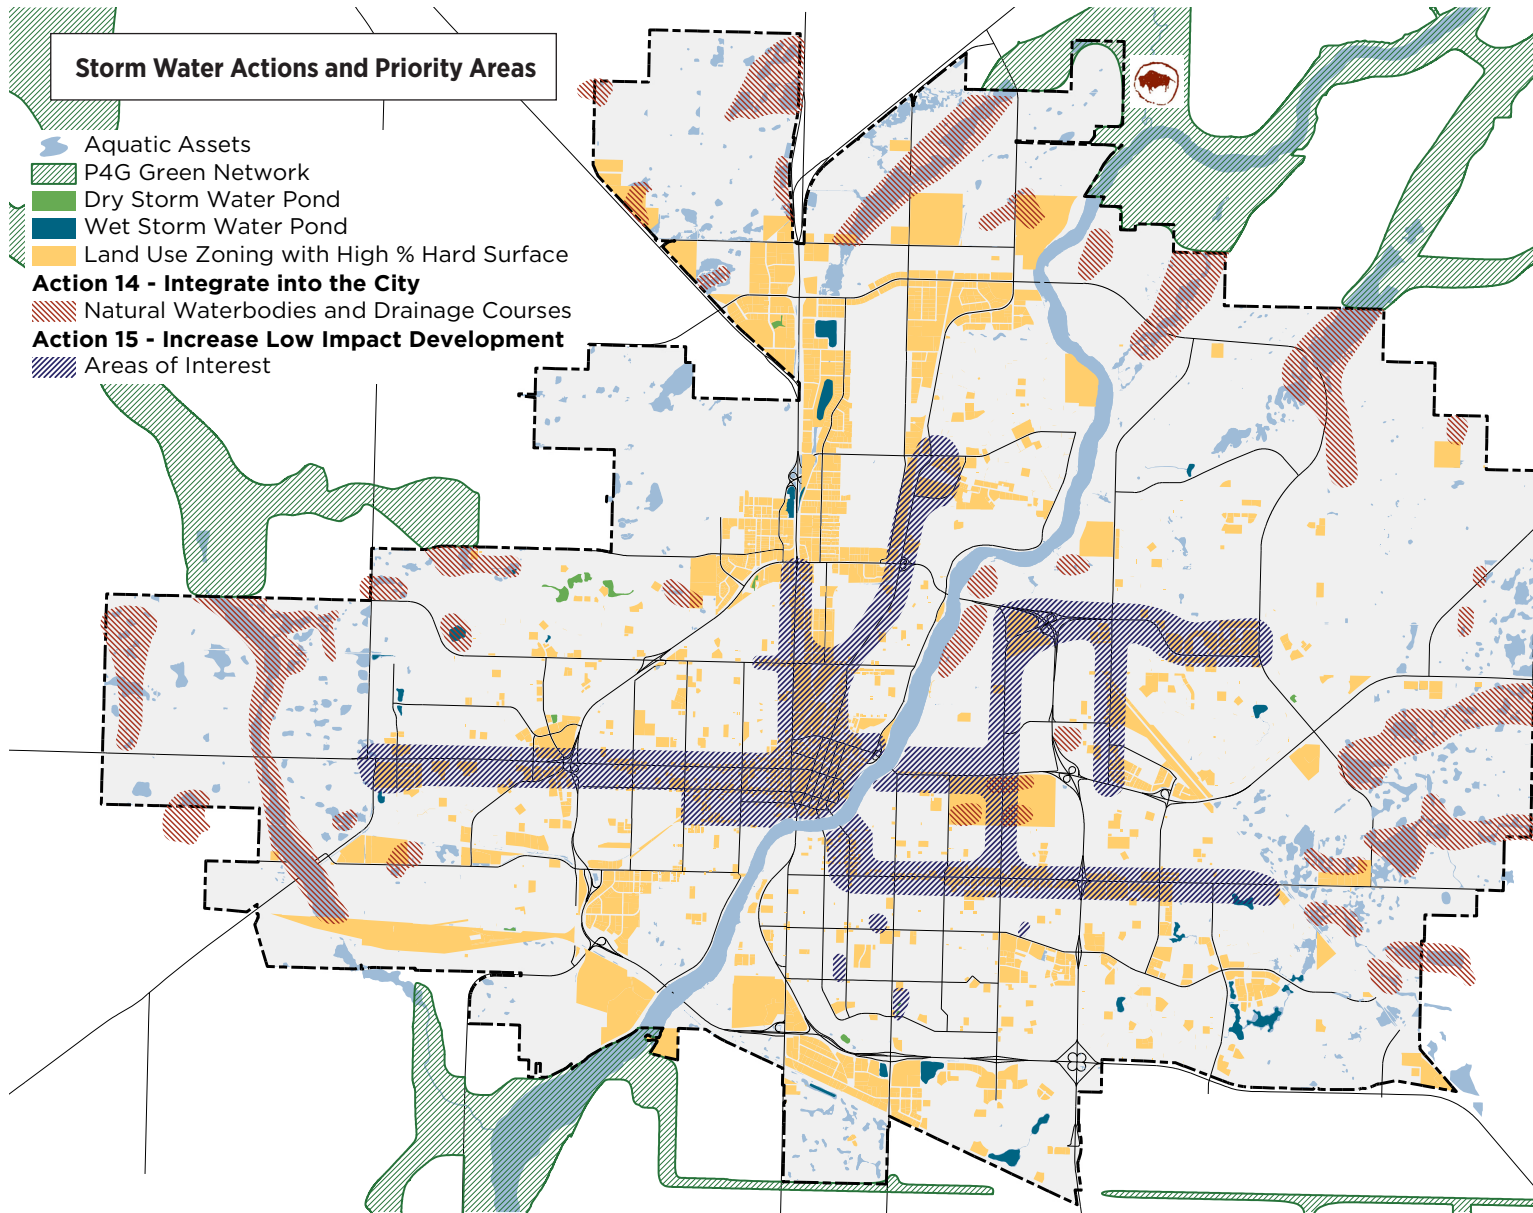 Storm Water Actions and Priority Areas
Aquatic Assets
P4G Green Network
Dry Storm Water Pond
Wet Storm Water Pond
Land Use Zoning with High % Hard Surface
Action 14 - Integrate into the City
Natural Waterbodies and Drainage Courses
Action 15 - Increase Low Impact Development
Areas of Interest